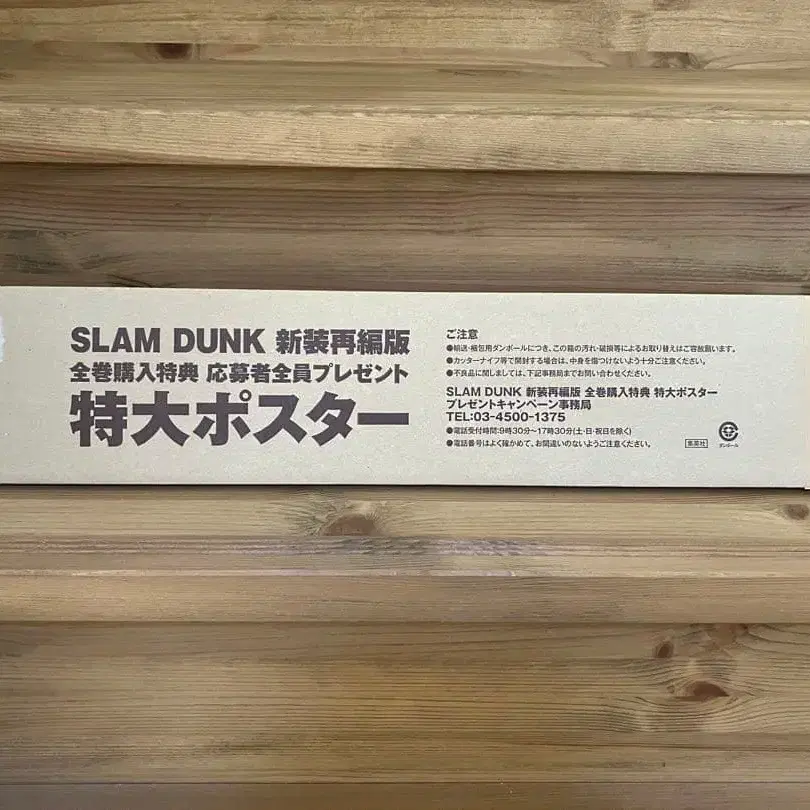 SLAM DUNK 新装再編版
全巻購入特典 応募者全員プレゼント
特大ポスター
ご注意
●輸送・梱包用ダンボールにつき、この箱の汚れ・破損等によるお取り替えはご容赦願います。
●カッターナイフ等で開封する場合は、中身を傷つけないよう十分ご注意ください。
●不良品に関しましては、下記事務局までお問い合わせください。
SLAM DUNK 新装再編版 全巻購入特典 特大ポスター
プレゼントキャンペーン事務局
TEL:03-4500-1375
●電話受付時間:9時30分〜17時30分(土・日・祝日を除く)
●電話番号はよく確かめて、お間違いのないようご注意ください。
集英社
ダンボール